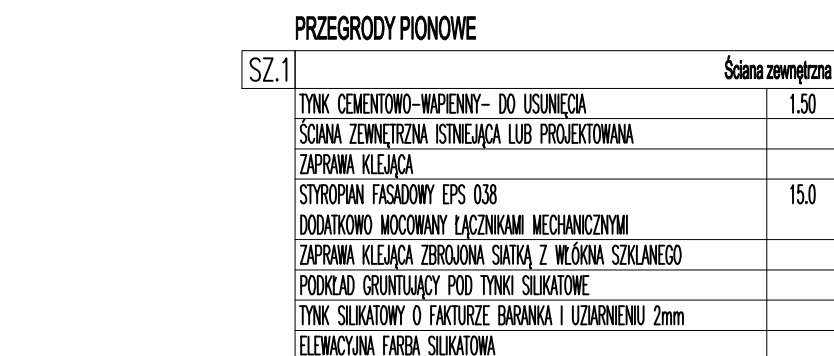 PRZEGRODY PIONOWE
SZ.1 Ściana zewnętrzna
TYNK CEMENTOWO-WAPIENNY- DO USUNIĘCIA 1.50
ŚCIANA ZEWNĘTRZNA ISTNIEJĄCA LUB PROJEKTOWANA
ZAPRAWA KLEJĄCA
STYROPIAN FASADOWY EPS 038 15.0
DODATKOWO MOCOWANY ŁĄCZNIKAMI MECHANICZNYMI
ZAPRAWA KLEJĄCA ZBROJONA SIATKĄ Z WŁÓKNA SZKLANEGO
PODKŁAD GRUNTUJĄCY POD TYNKI SILIKATOWE
TYNK SILIKATOWY O FAKTURZE BARANKA I UZIARNIENIU 2mm
ELEWACYJNA FARBA SILIKATOWA